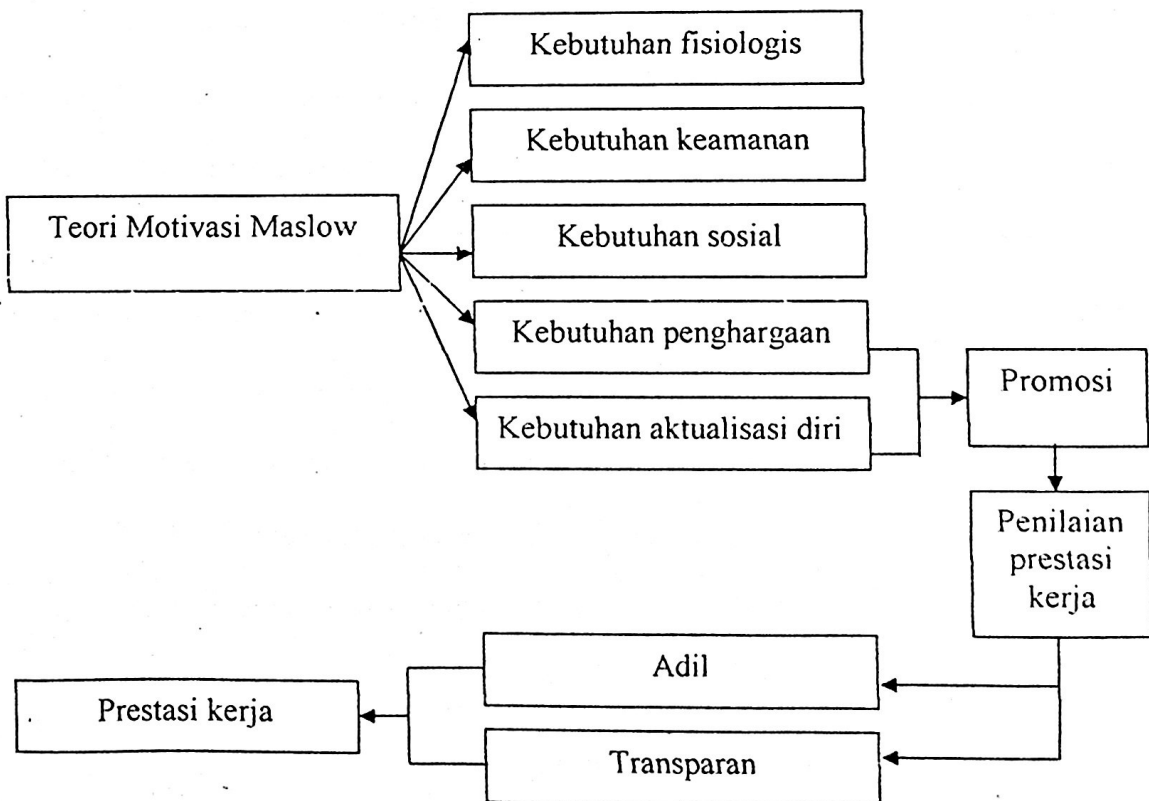 Kebutuhan fisiologis
Kebutuhan keamanan
Teori Motivasi Maslow
Kebutuhan sosial
Kebutuhan penghargaan
Promosi
Kebutuhan aktualisasi diri
Penilaian
prestasi
kerja
Adil
Prestasi kerja
Transparan